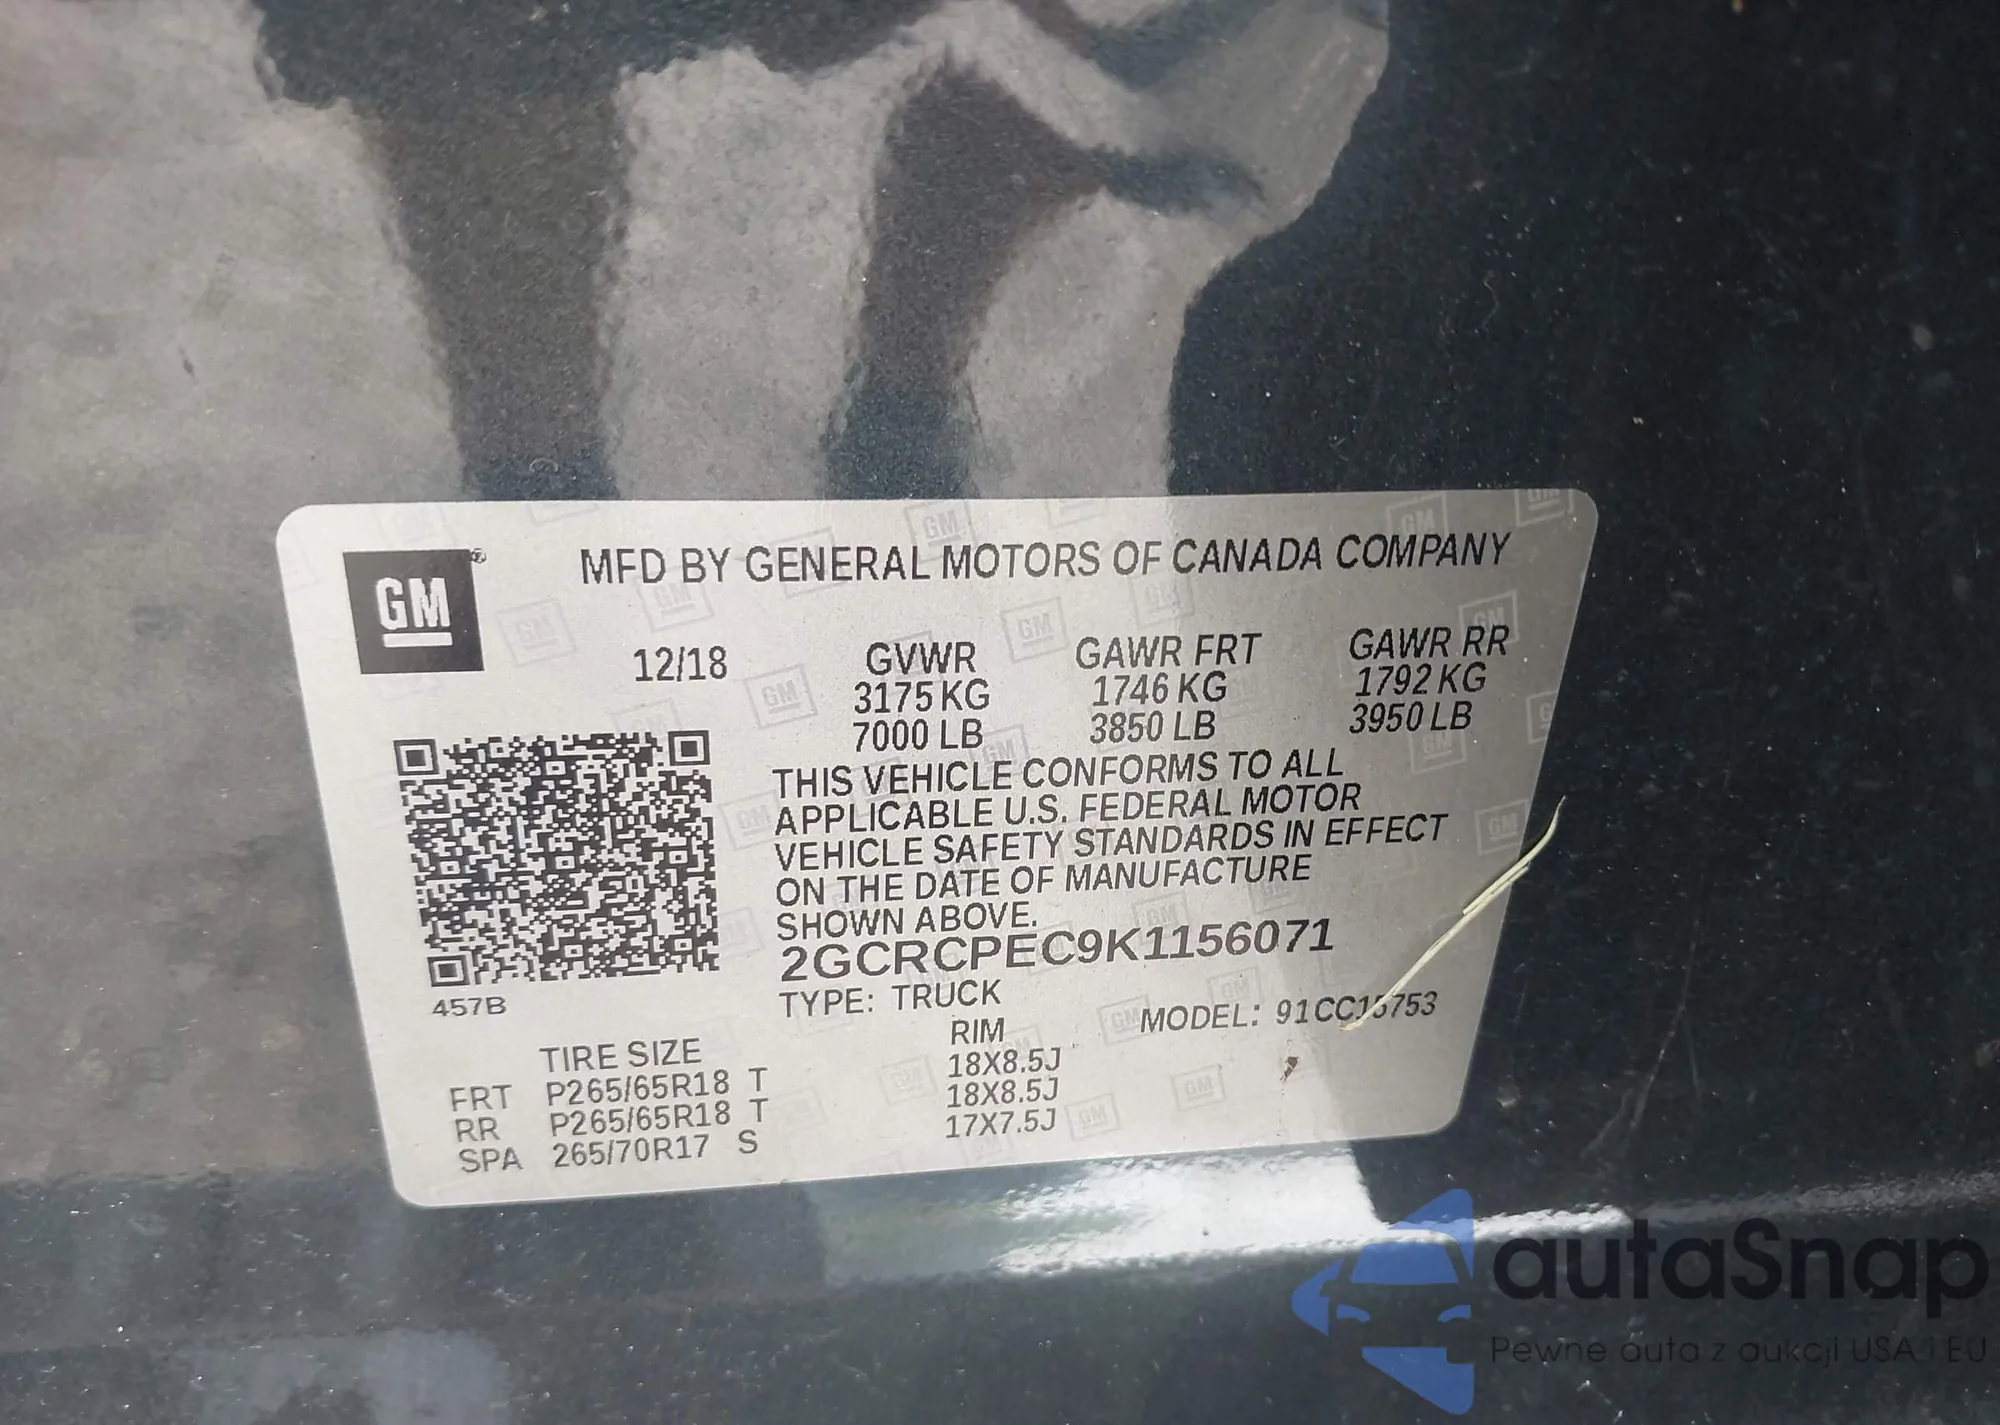 GM ®
MFD BY GENERAL MOTORS OF CANADA COMPANY
12/18
GVWR GAWR FRT GAWR RR
3175 KG 1746 KG 1792 KG
7000 LB 3850 LB 3950 LB
THIS VEHICLE CONFORMS TO ALL
APPLICABLE U.S. FEDERAL MOTOR
VEHICLE SAFETY STANDARDS IN EFFECT
ON THE DATE OF MANUFACTURE
SHOWN ABOVE.
2GCRCPEC9K1156071
457B
TYPE: TRUCK MODEL: 91CC15753
TIRE SIZE RIM
FRT P265/65R18 T 18X8.5J
RR P265/65R18 T 18X8.5J
SPA 265/70R17 S 17X7.5J
autaSnap
Pewne auta z aukcji USA i EU